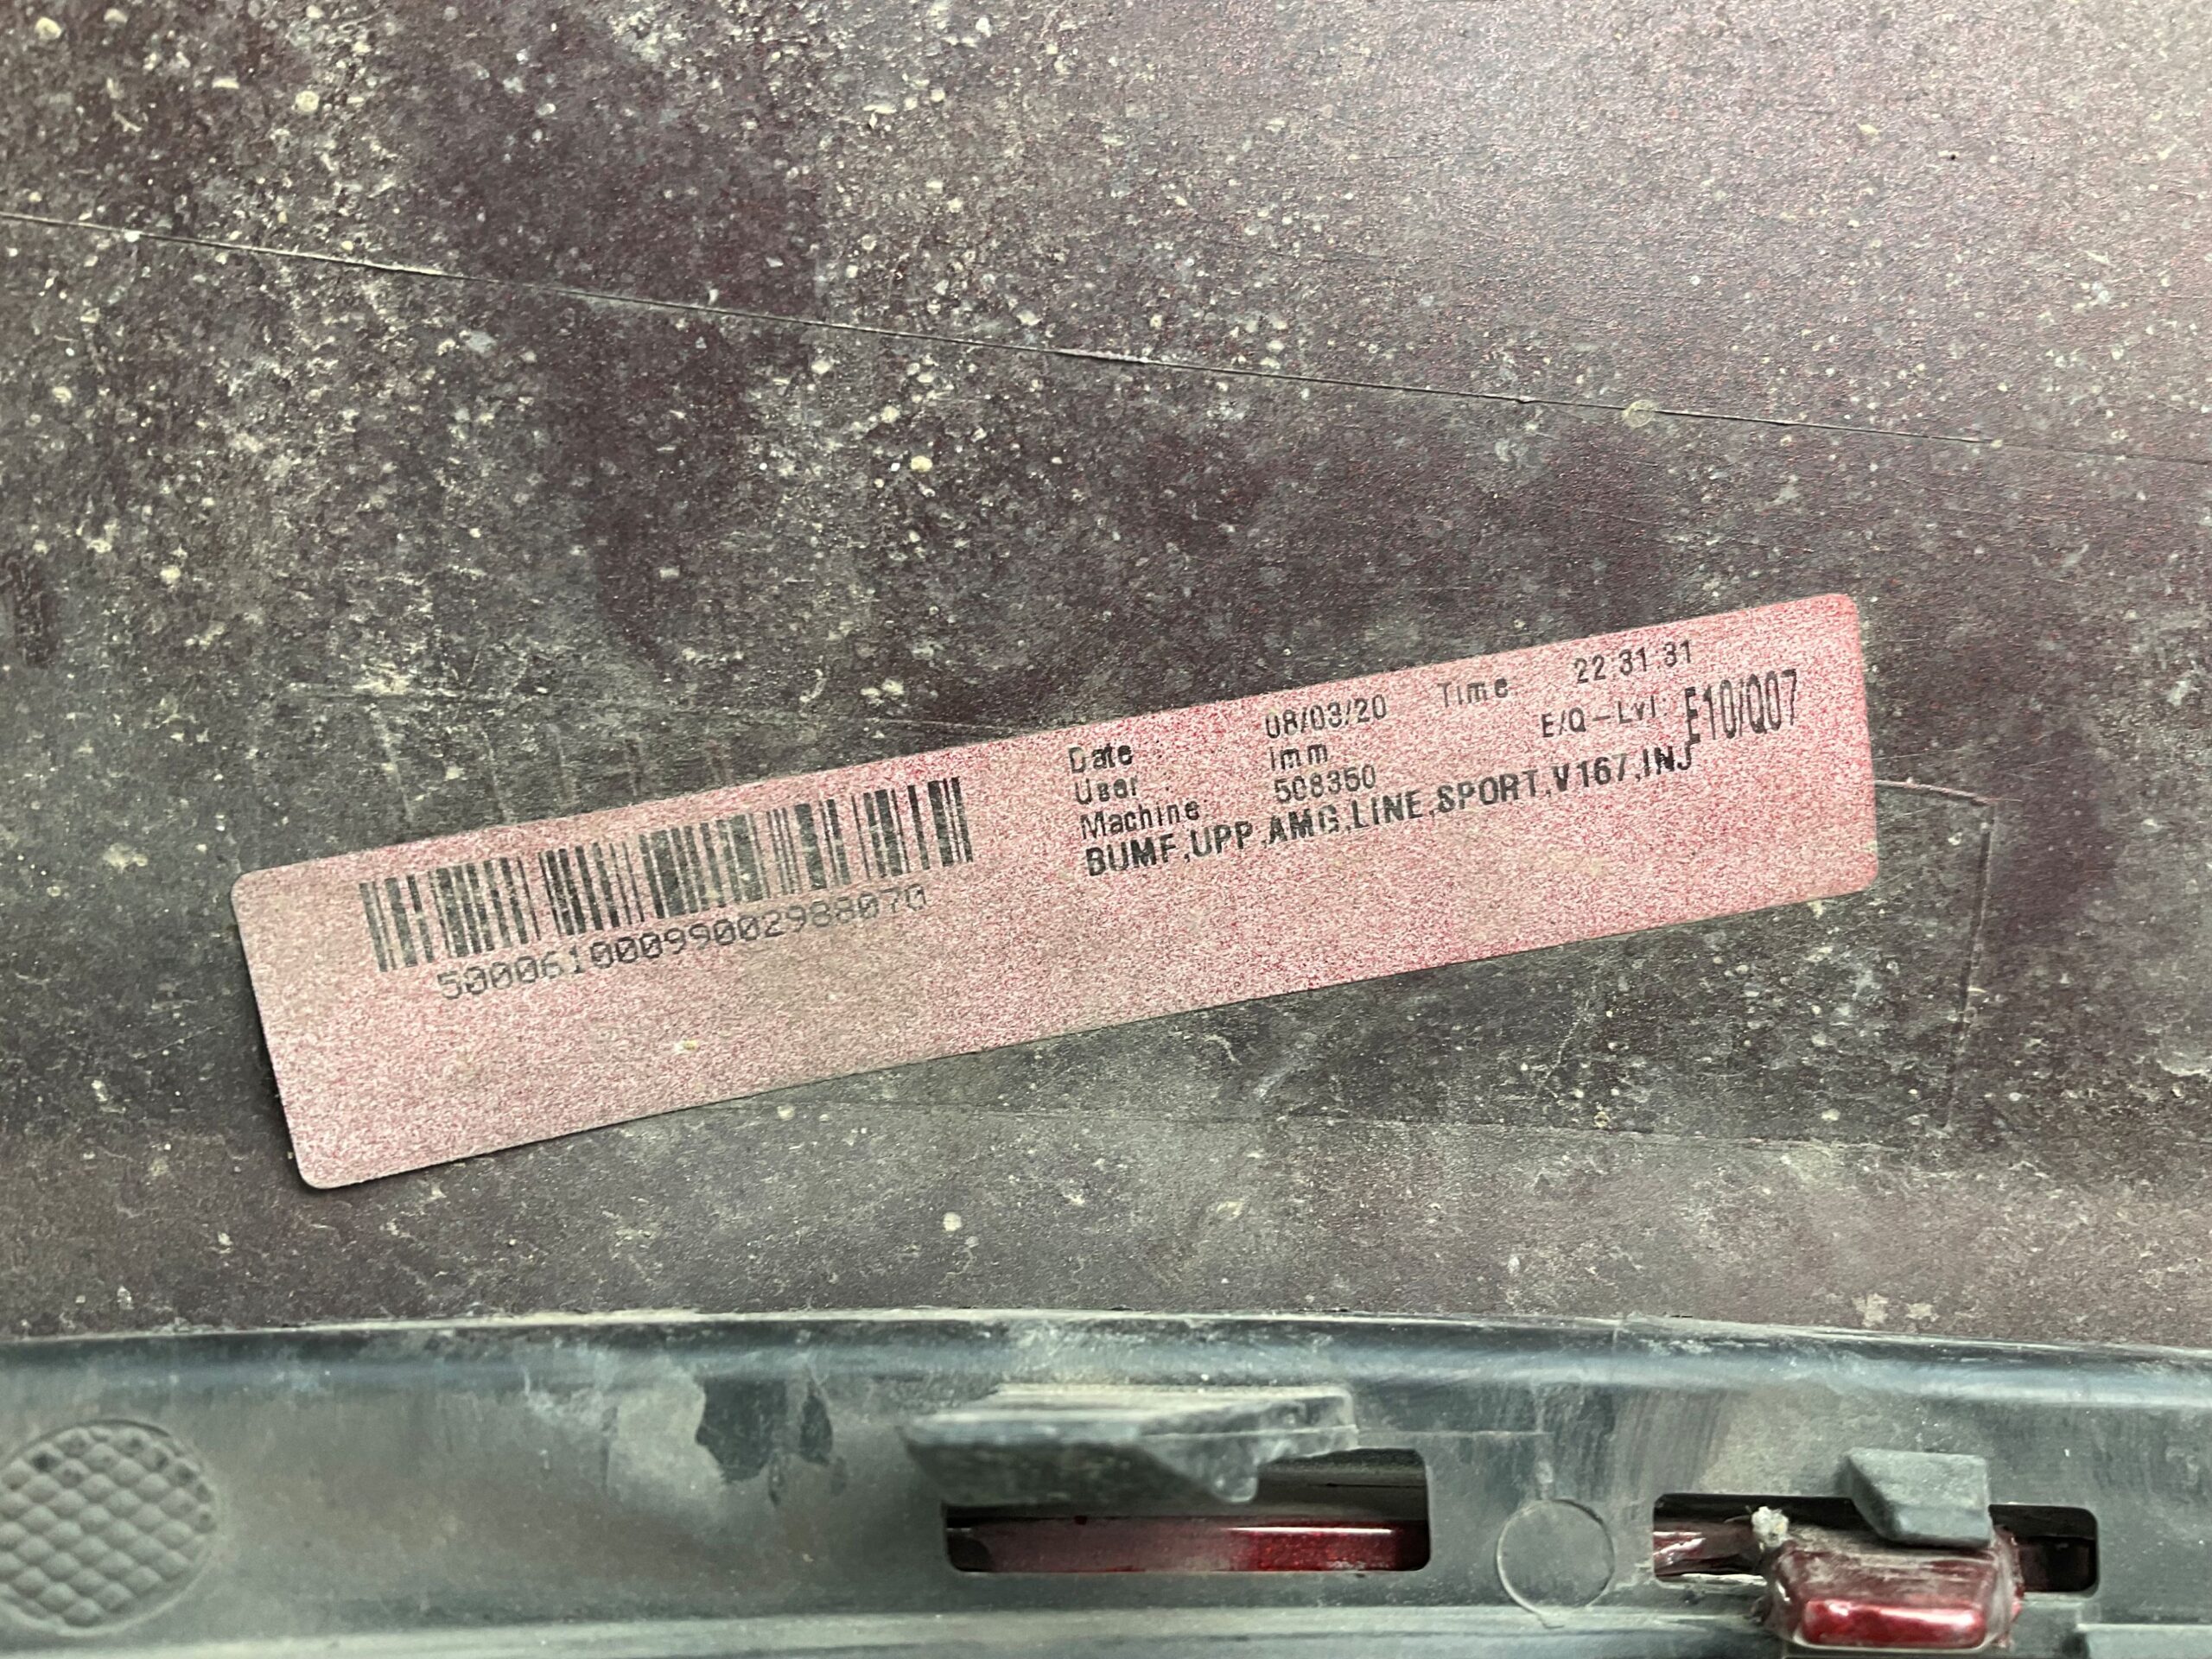 Date : 08/03/20 Time 22:31:31
User : imm E/Q-Lvl: E10/Q07
Machine 508350
BUMF,UPP,AMG.LINE,SPORT,V167,INJ
50006100099002988070